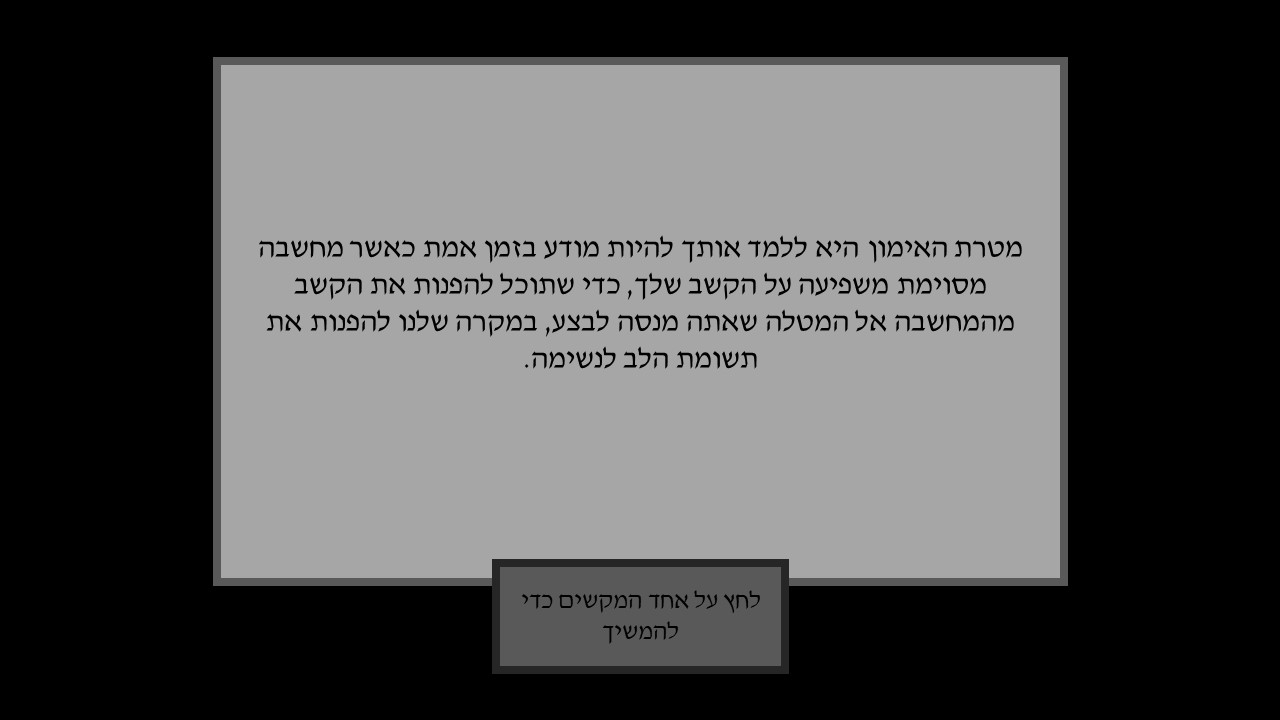 מטרת האימון היא ללמד אותך להיות מודע בזמן אמת כאשר מחשבה
מסוימת משפיעה על הקשב שלך, כדי שתוכל להפנות את הקשב
מהמחשבה אל המטלה שאתה מנסה לבצע, במקרה שלנו להפנות את
תשומת הלב לנשימה.
לחץ על אחד המקשים כדי
להמשיך